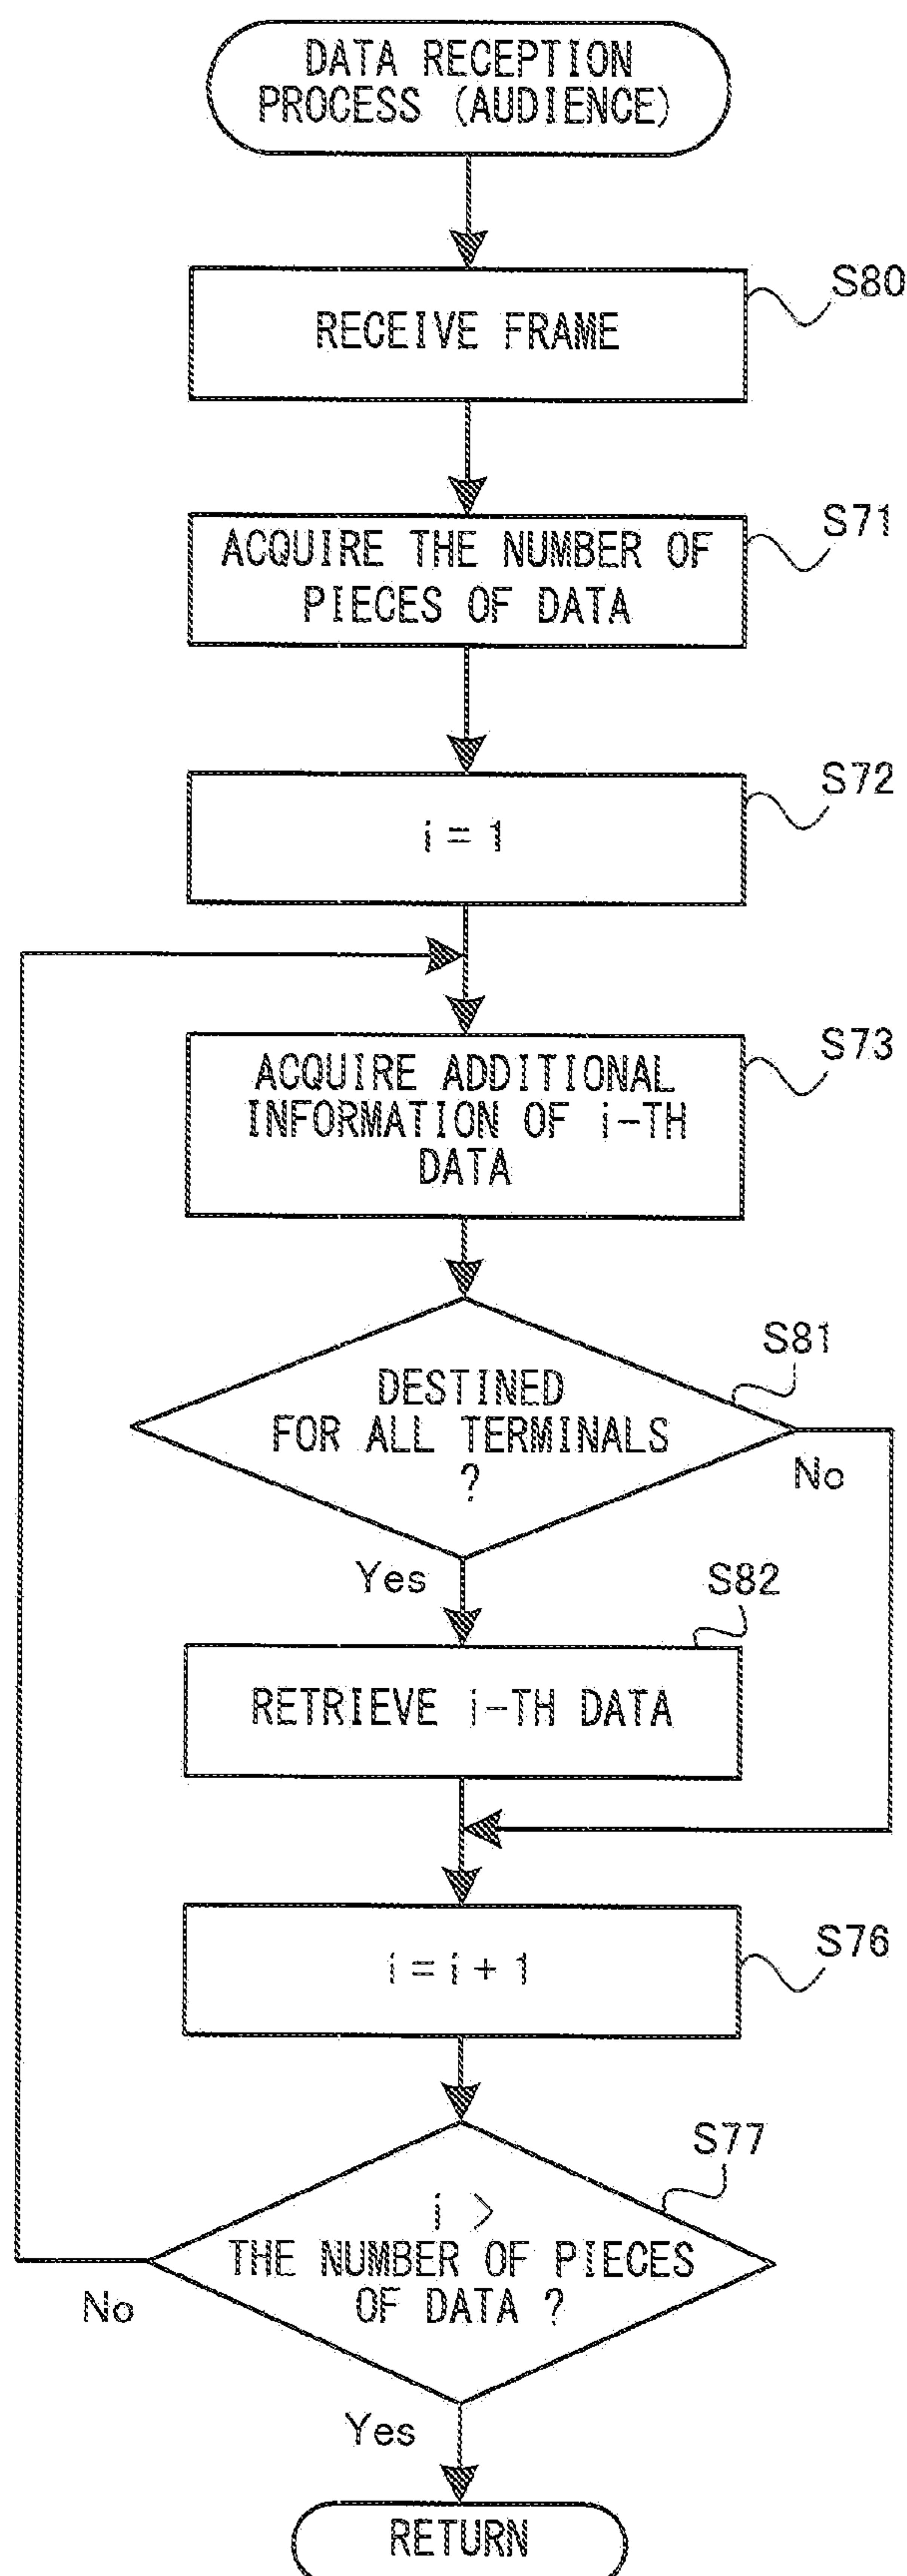 DATA RECEPTION
PROCESS (AUDIENCE)
S80
RECEIVE FRAME
S71
ACQUIRE THE NUMBER OF
PIECES OF DATA
S72
i = 1
S73
ACQUIRE ADDITIONAL
INFORMATION OF i-TH
DATA
S81
DESTINED
FOR ALL TERMINALS
?
No
Yes
S82
RETRIEVE i-TH DATA
S76
i = i + 1
S77
i >
THE NUMBER OF PIECES
OF DATA ?
No
Yes
RETURN